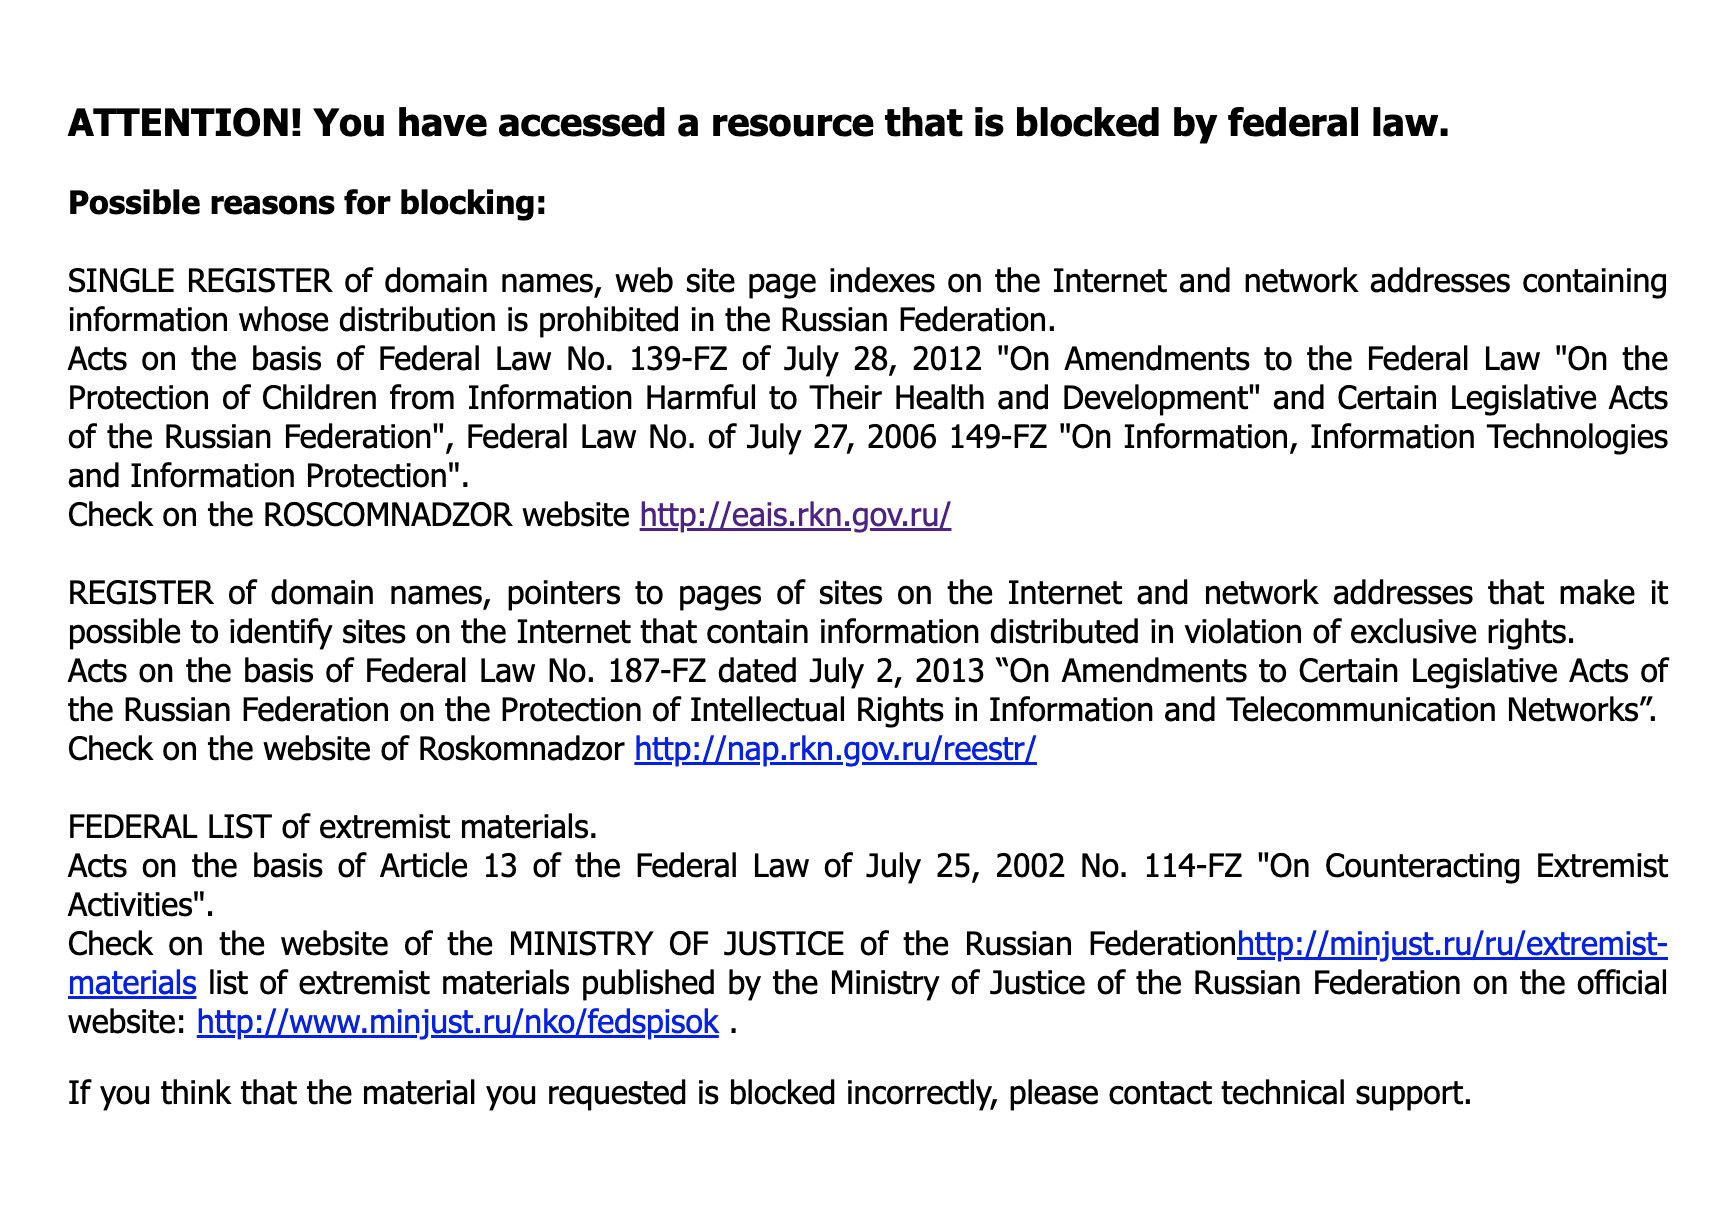 ATTENTION! You have accessed a resource that is blocked by federal law.
Possible reasons for blocking:
SINGLE REGISTER of domain names, web site page indexes on the Internet and network addresses containing
information whose distribution is prohibited in the Russian Federation.
Acts on the basis of Federal Law No. 139-FZ of July 28, 2012 "On Amendments to the Federal Law "On the
Protection of Children from Information Harmful to Their Health and Development" and Certain Legislative Acts
of the Russian Federation", Federal Law No. of July 27, 2006 149-FZ "On Information, Information Technologies
and Information Protection".
Check on the ROSCOMNADZOR website http://eais.rkn.gov.ru/
REGISTER of domain names, pointers to pages of sites on the Internet and network addresses that make it
possible to identify sites on the Internet that contain information distributed in violation of exclusive rights.
Acts on the basis of Federal Law No. 187-FZ dated July 2, 2013 “On Amendments to Certain Legislative Acts of
the Russian Federation on the Protection of Intellectual Rights in Information and Telecommunication Networks”.
Check on the website of Roskomnadzor http://nap.rkn.gov.ru/reestr/
FEDERAL LIST of extremist materials.
Acts on the basis of Article 13 of the Federal Law of July 25, 2002 No. 114-FZ "On Counteracting Extremist
Activities".
Check on the website of the MINISTRY OF JUSTICE of the Russian Federationhttp://minjust.ru/ru/extremist-
materials list of extremist materials published by the Ministry of Justice of the Russian Federation on the official
website: http://www.minjust.ru/nko/fedspisok .
If you think that the material you requested is blocked incorrectly, please contact technical support.